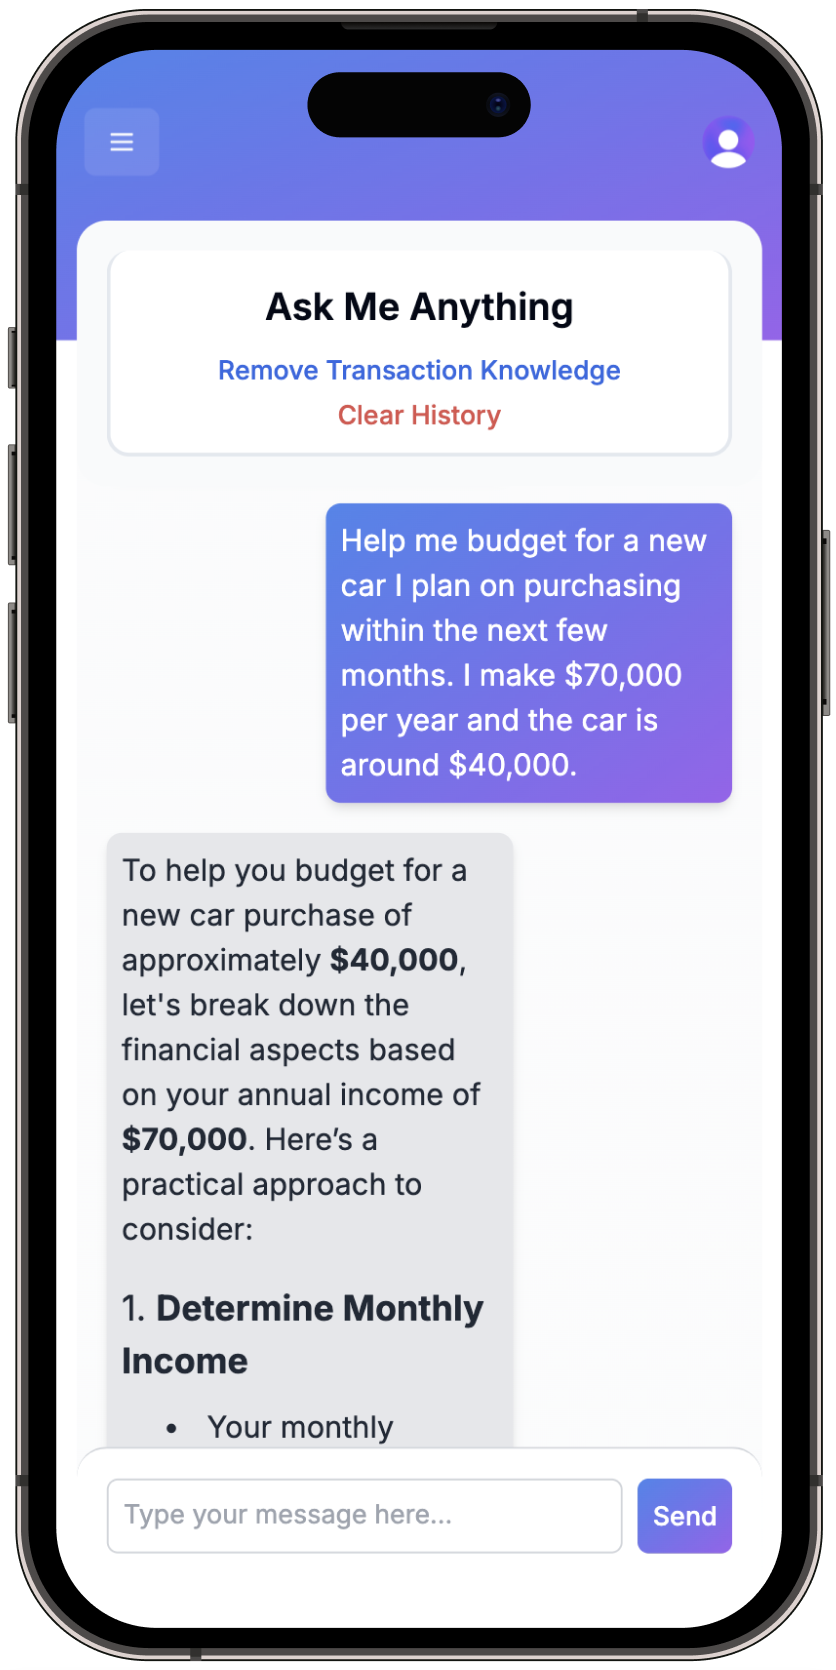 Ask Me Anything
Remove Transaction Knowledge
Clear History
Help me budget for a new
car I plan on purchasing
within the next few
months. I make $70,000
per year and the car is
around $40,000.
To help you budget for a
new car purchase of
approximately $40,000,
let's break down the
financial aspects based
on your annual income of
$70,000. Here’s a
practical approach to
consider:
1. Determine Monthly
Income
• Your monthly
Type your message here...
Send